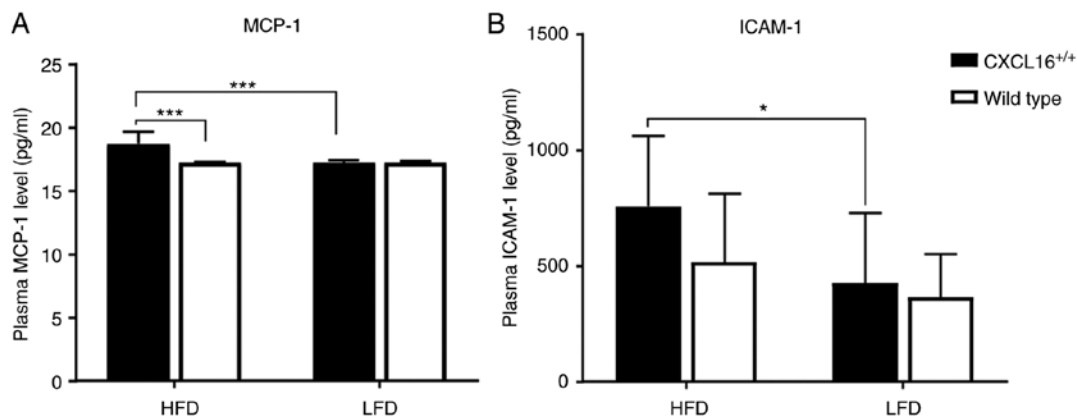 A
MCP-1
Plasma MCP-1 level (pg/ml)
25
20
15
10
5
0
***
***
HFD
LFD
B
ICAM-1
Plasma ICAM-1 level (pg/ml)
1500
1000
500
0
*
HFD
LFD
CXCL16+/+
Wild type